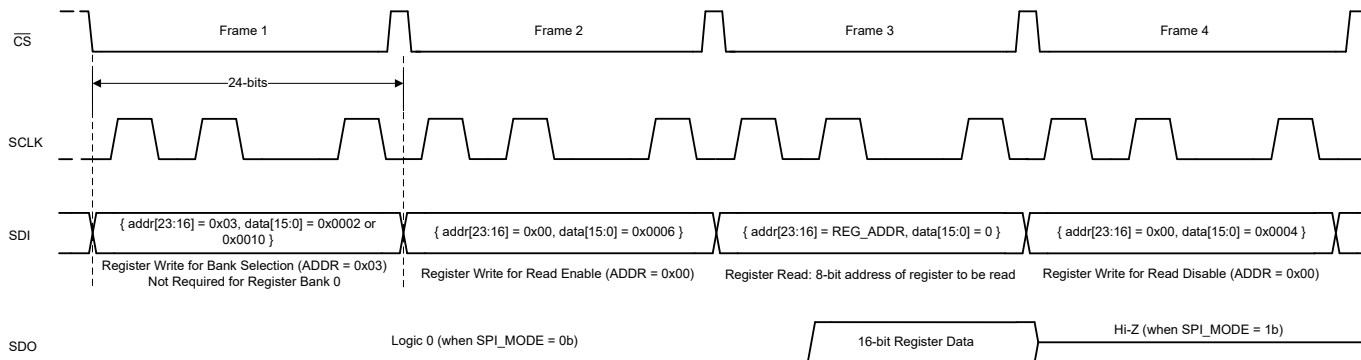 CS
Frame 1
Frame 2
Frame 3
Frame 4
24-bits
SCLK
SDI
{ addr[23:16] = 0x03, data[15:0] = 0x0002 or
0x0010 }
{ addr[23:16] = 0x00, data[15:0] = 0x0006 }
{ addr[23:16] = REG_ADDR, data[15:0] = 0 }
{ addr[23:16] = 0x00, data[15:0] = 0x0004 }
Register Write for Bank Selection (ADDR = 0x03)
Not Required for Register Bank 0
Register Write for Read Enable (ADDR = 0x00)
Register Read: 8-bit address of register to be read
Register Write for Read Disable (ADDR = 0x00)
SDO
Logic 0 (when SPI_MODE = 0b)
16-bit Register Data
Hi-Z (when SPI_MODE = 1b)